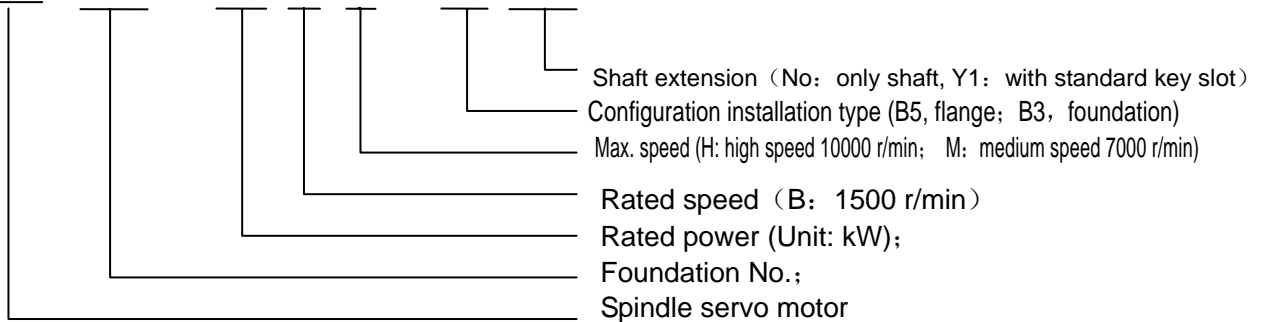 Shaft extension（No：only shaft, Y1：with standard key slot）
Configuration installation type (B5, flange；B3，foundation)
Max. speed (H: high speed 10000 r/min； M：medium speed 7000 r/min)
Rated speed（B：1500 r/min）
Rated power (Unit: kW)；
Foundation No.；
Spindle servo motor